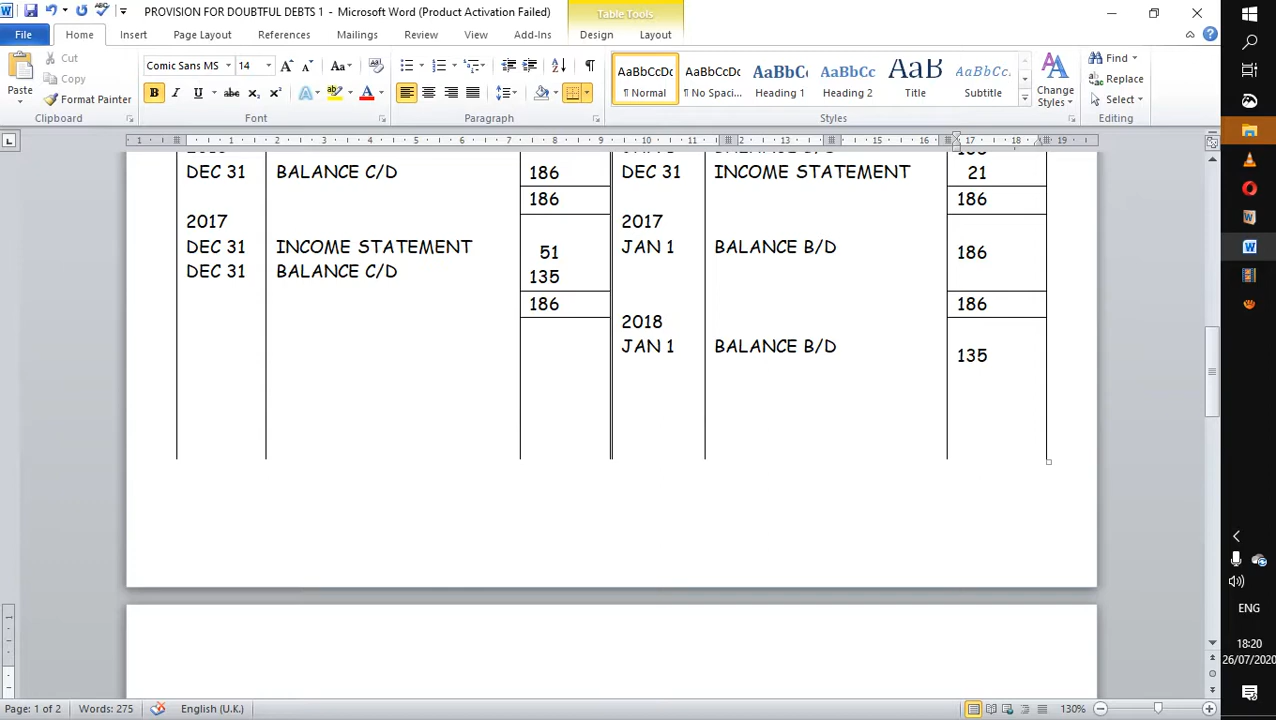 PROVISION FOR DOUBTFUL DEBTS 1 - Microsoft Word (Product Activation Failed)
Table Tools
File Home Insert Page Layout References Mailings Review View Add-Ins Design Layout
Paste
Cut
Copy
Format Painter
Clipboard
Comic Sans MS 14
Font
Paragraph
AaBbCcDc AaBbCcDc AaBbCc AaBbCc AaB AaBbCcDc
¶ Normal ¶ No Spaci... Heading 1 Heading 2 Title Subtitle
Change Styles
Styles
Find
Replace
Select
Editing
DEC 31 BALANCE C/D 186 DEC 31 INCOME STATEMENT 21
186 186
2017 2017
DEC 31 INCOME STATEMENT 51 JAN 1 BALANCE B/D 186
DEC 31 BALANCE C/D 135
186 186
2018
JAN 1 BALANCE B/D 135
Page: 1 of 2 Words: 275 English (U.K.) 130%
ENG
18:20
26/07/2020